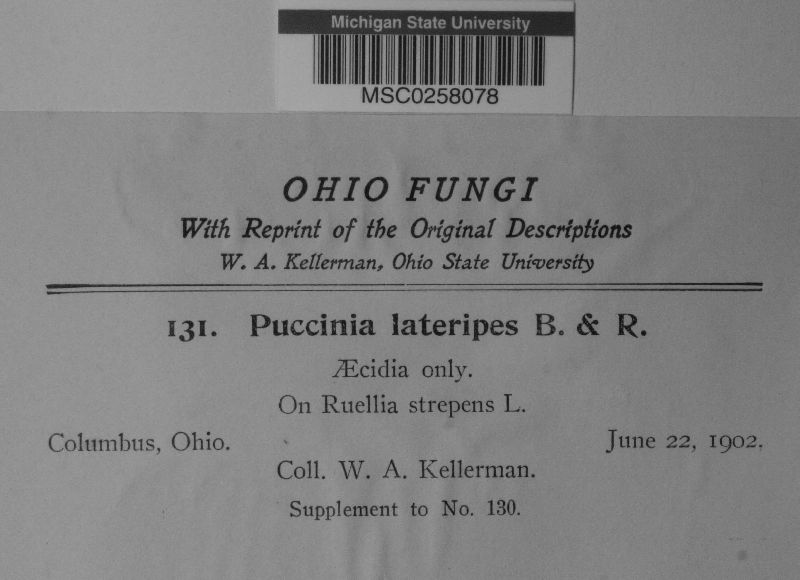 Michigan State University
MSC0258078
OHIO FUNGI
With Reprint of the Original Descriptions
W. A. Kellerman, Ohio State University
131. Puccinia lateripes B. & R.
Æcidia only.
On Ruellia strepens L.
Columbus, Ohio. June 22, 1902.
Coll. W. A. Kellerman.
Supplement to No. 130.